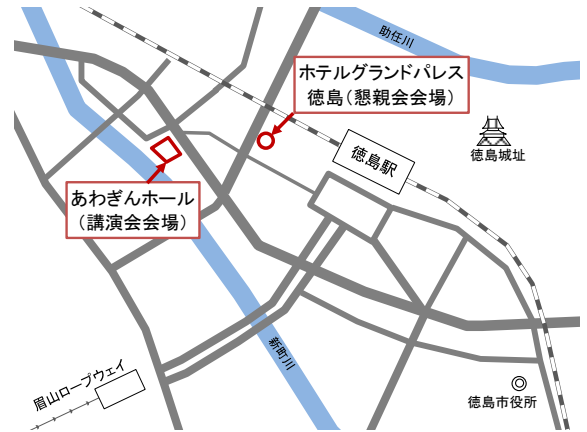 助任川
ホテルグランドパレス
徳島（懇親会会場）
徳島城址
徳島駅
あわぎんホール
（講演会会場）
新町川
眉山ロープウェイ
徳島市役所